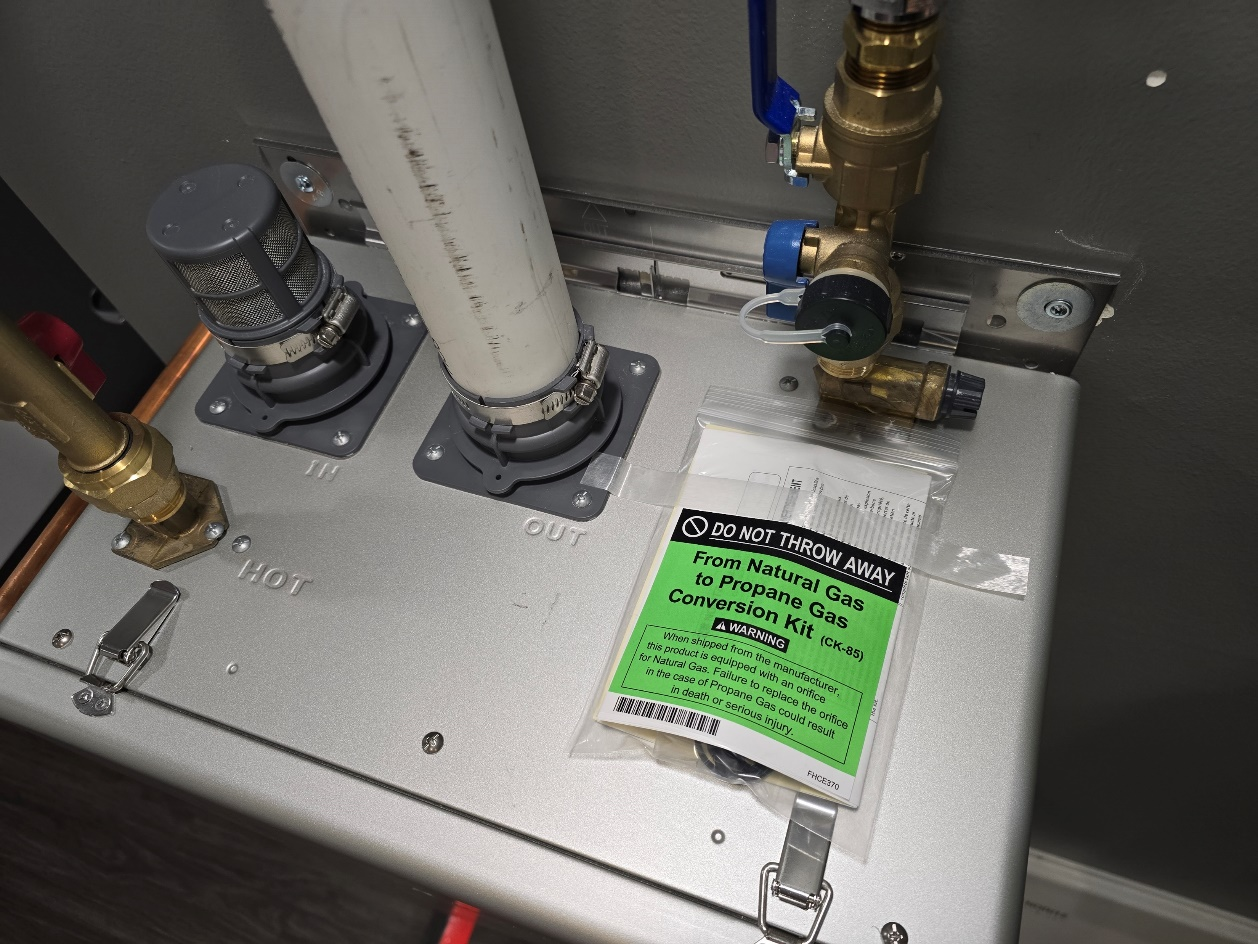 IN
OUT
HOT
DO NOT THROW AWAY
From Natural Gas
to Propane Gas
Conversion Kit (CK-85)
WARNING
When shipped from the manufacturer,
this product is equipped with an orifice
for Natural Gas. Failure to replace the orifice
in the case of Propane Gas could result
in death or serious injury.
FHCE370